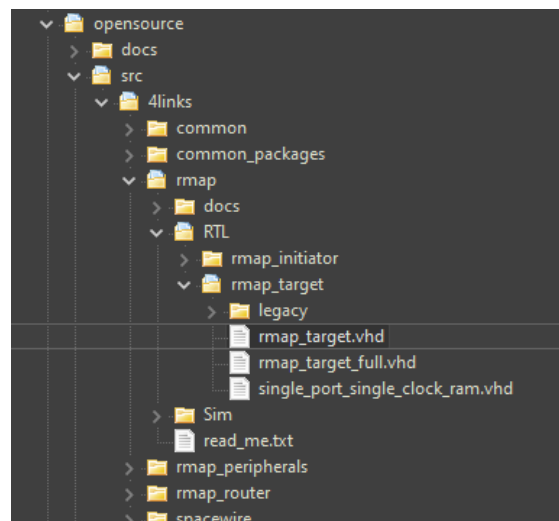 opensource
docs
src
4links
common
common_packages
rmap
docs
RTL
rmap_initiator
rmap_target
legacy
rmap_target.vhd
rmap_target_full.vhd
single_port_single_clock_ram.vhd
Sim
read_me.txt
rmap_peripherals
rmap_router
spacewire